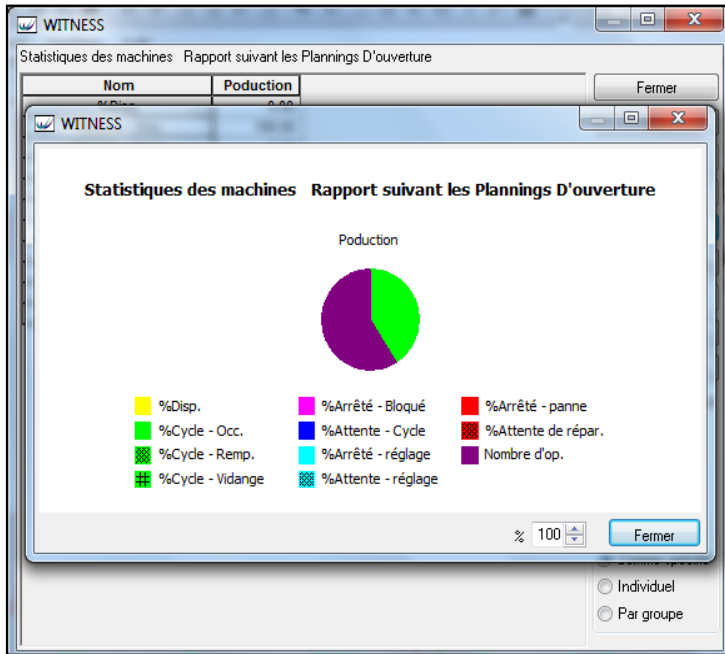 WITNESS
Statistiques des machines Rapport suivant les Plannings D'ouverture
Nom Poduction
Fermer
WITNESS
Statistiques des machines Rapport suivant les Plannings D'ouverture
Poduction
%Disp. %Arrêté - Bloqué %Arrêté - panne
%Cycle - Occ. %Attente - Cycle %Attente de répar.
%Cycle - Remp. %Arrêté - réglage Nombre d'op.
%Cycle - Vidange %Attente - réglage
% 100 Fermer
Individuel
Par groupe